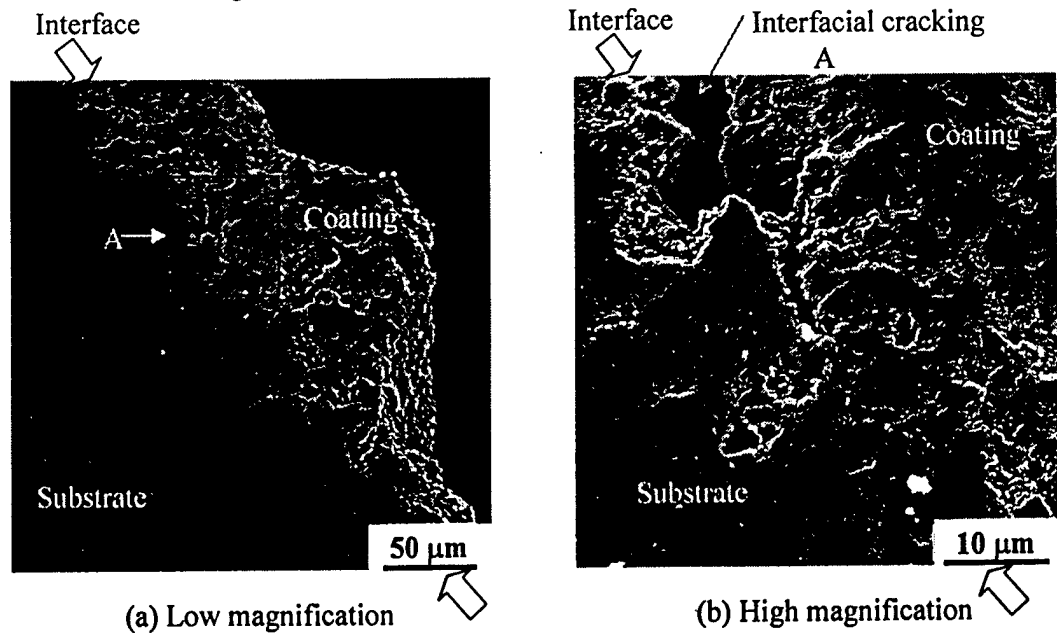 Interface
A
Coating
Substrate
50 μm
(a) Low magnification
Interface
Interfacial cracking
A
Coating
Substrate
10 μm
(b) High magnification